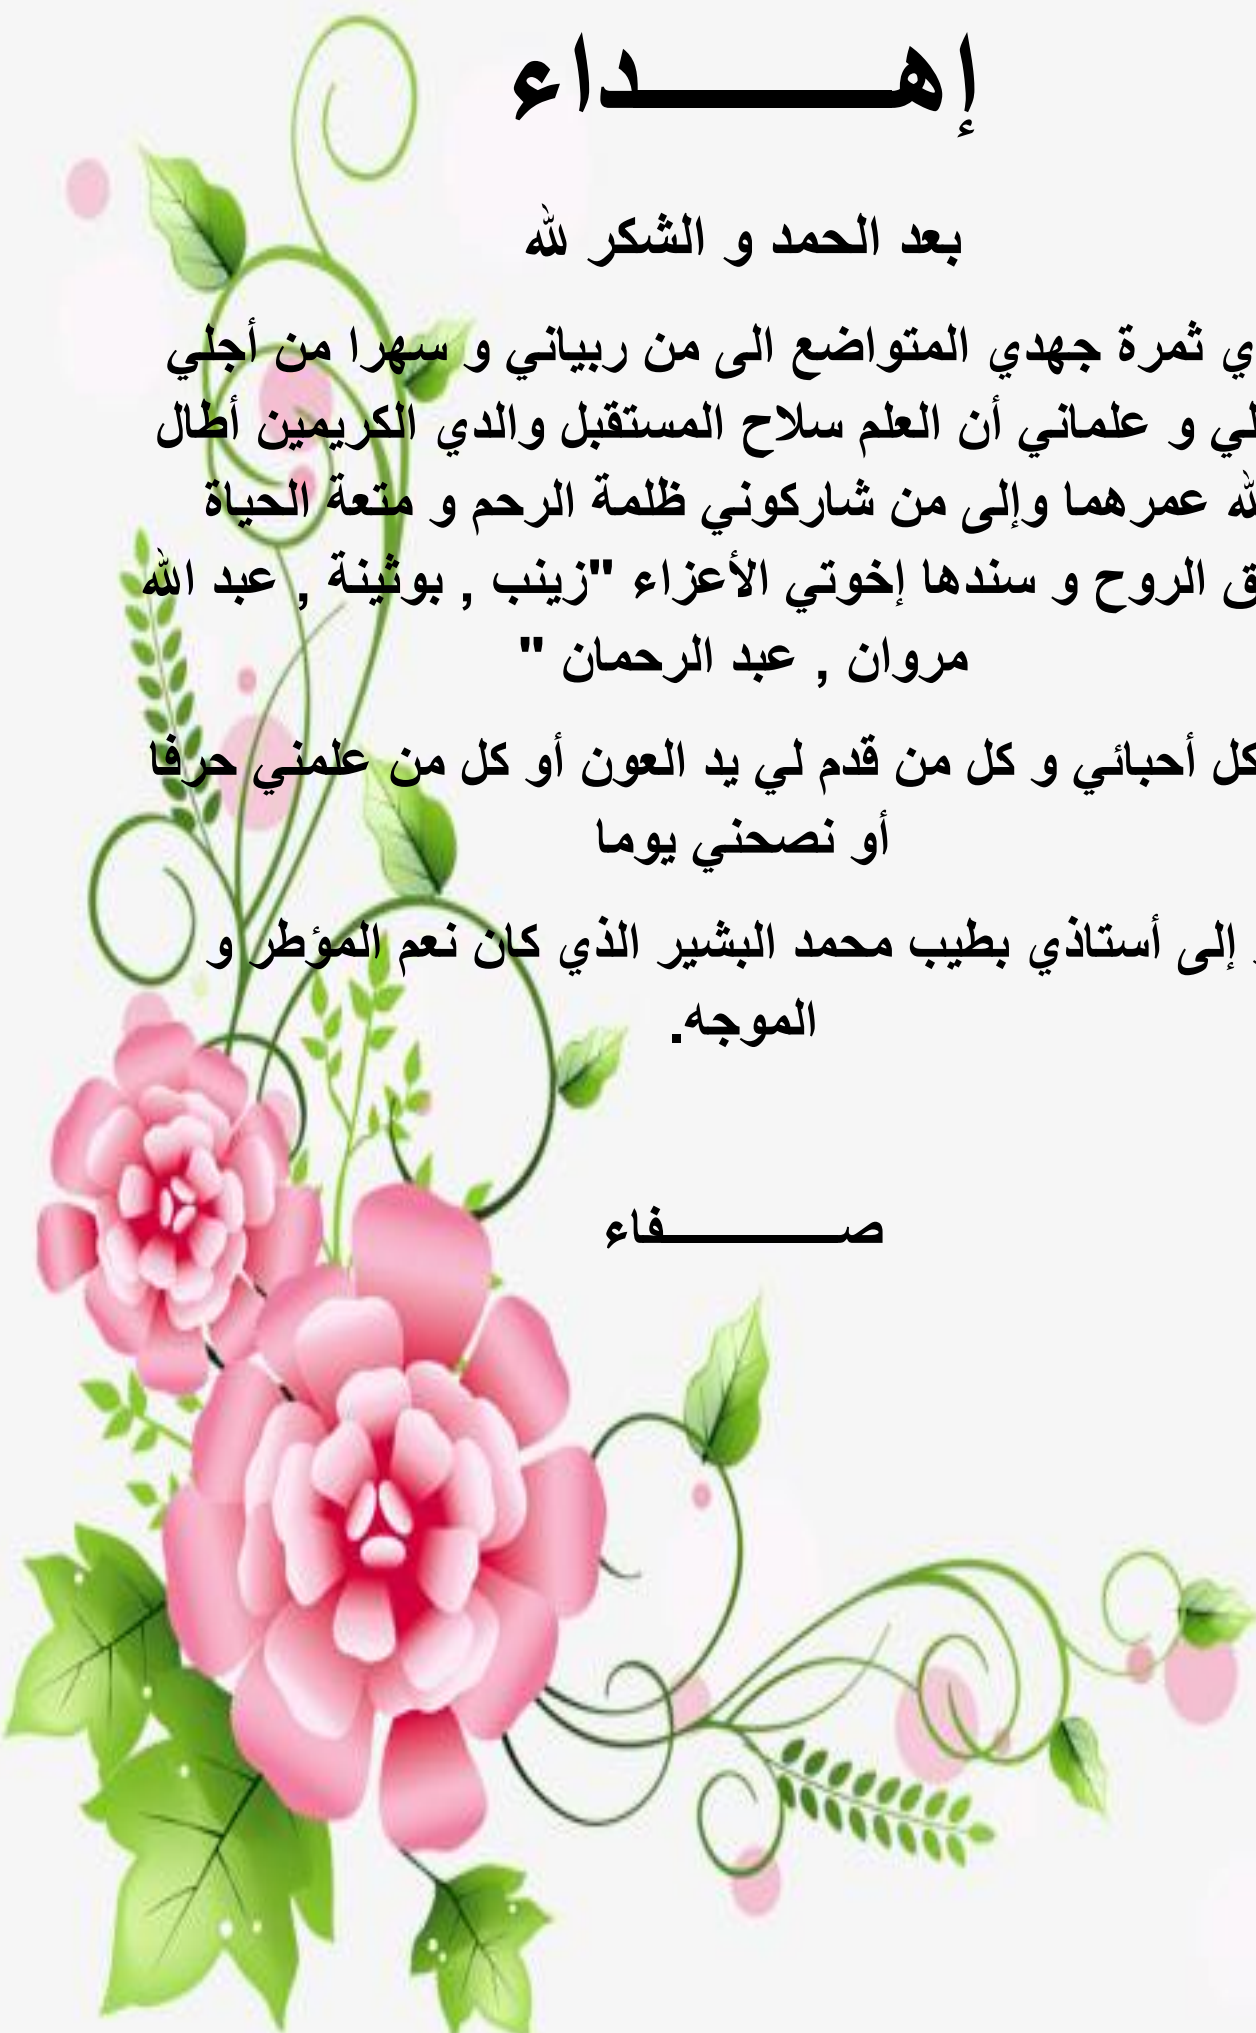 إهــــــــداء
بعد الحمد و الشكر لله
ي ثمرة جهدي المتواضع الى من ربياني و سهرا من أجلي
لي و علماني أن العلم سلاح المستقبل والدي الكريمين أطال
له عمرهما وإلى من شاركوني ظلمة الرحم و متعة الحياة
ق الروح و سندها إخوتي الأعزاء "زينب , بوثينة , عبد الله
مروان , عبد الرحمان "
كل أحبائي و كل من قدم لي يد العون أو كل من علمني حرفا
أو نصحني يوما
إلى أستاذي بطيب محمد البشير الذي كان نعم المؤطر و
الموجه.
صــــــــــفاء